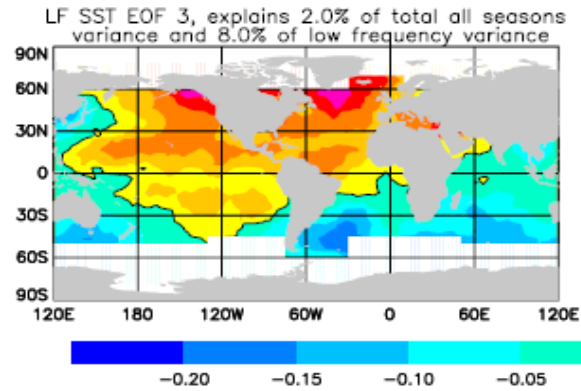 LF SST EOF 3, explains 2.0% of total all seasons
variance and 8.0% of low frequency variance
90N
60N
30N
0
30S
60S
90S
120E 180 120W 60W 0 60E 120E
-0.20 -0.15 -0.10 -0.05